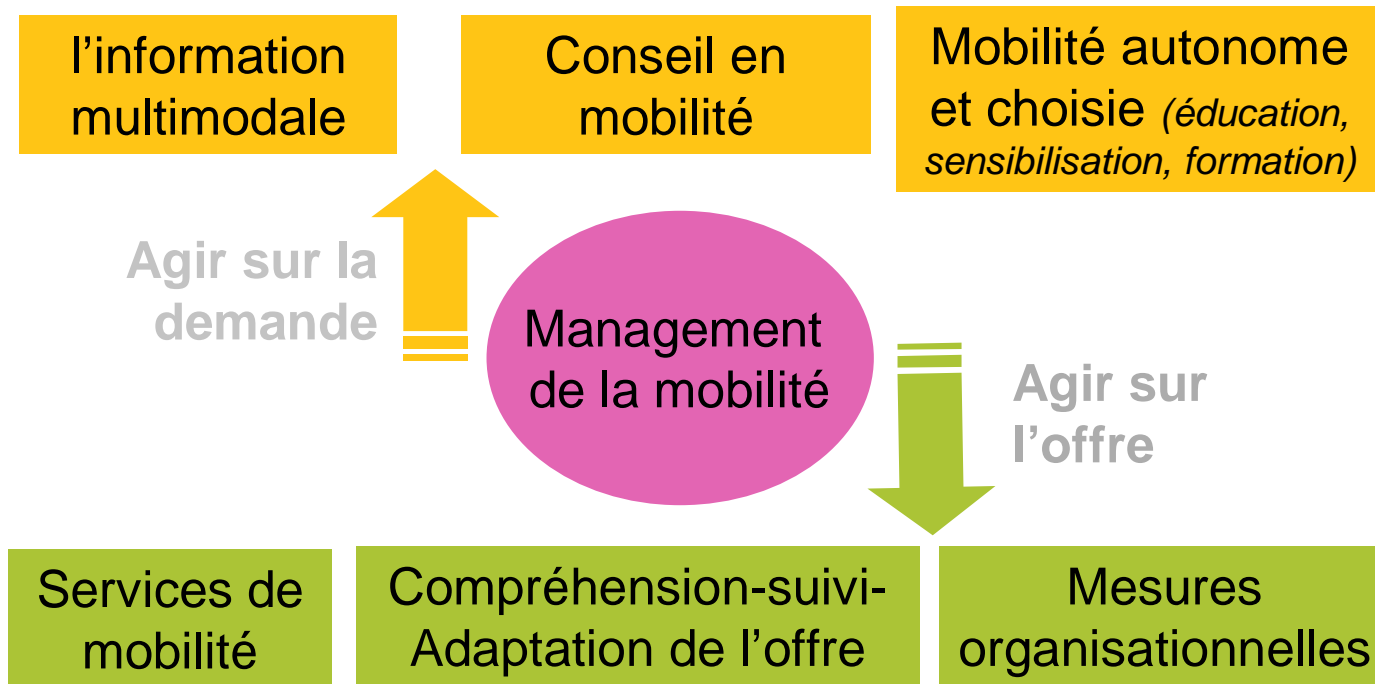 l’information
multimodale
Conseil en
mobilité
Mobilité autonome
et choisie (éducation,
sensibilisation, formation)
Agir sur la
demande
Management
de la mobilité
Agir sur
l’offre
Services de
mobilité
Compréhension-suivi-
Adaptation de l’offre
Mesures
organisationnelles